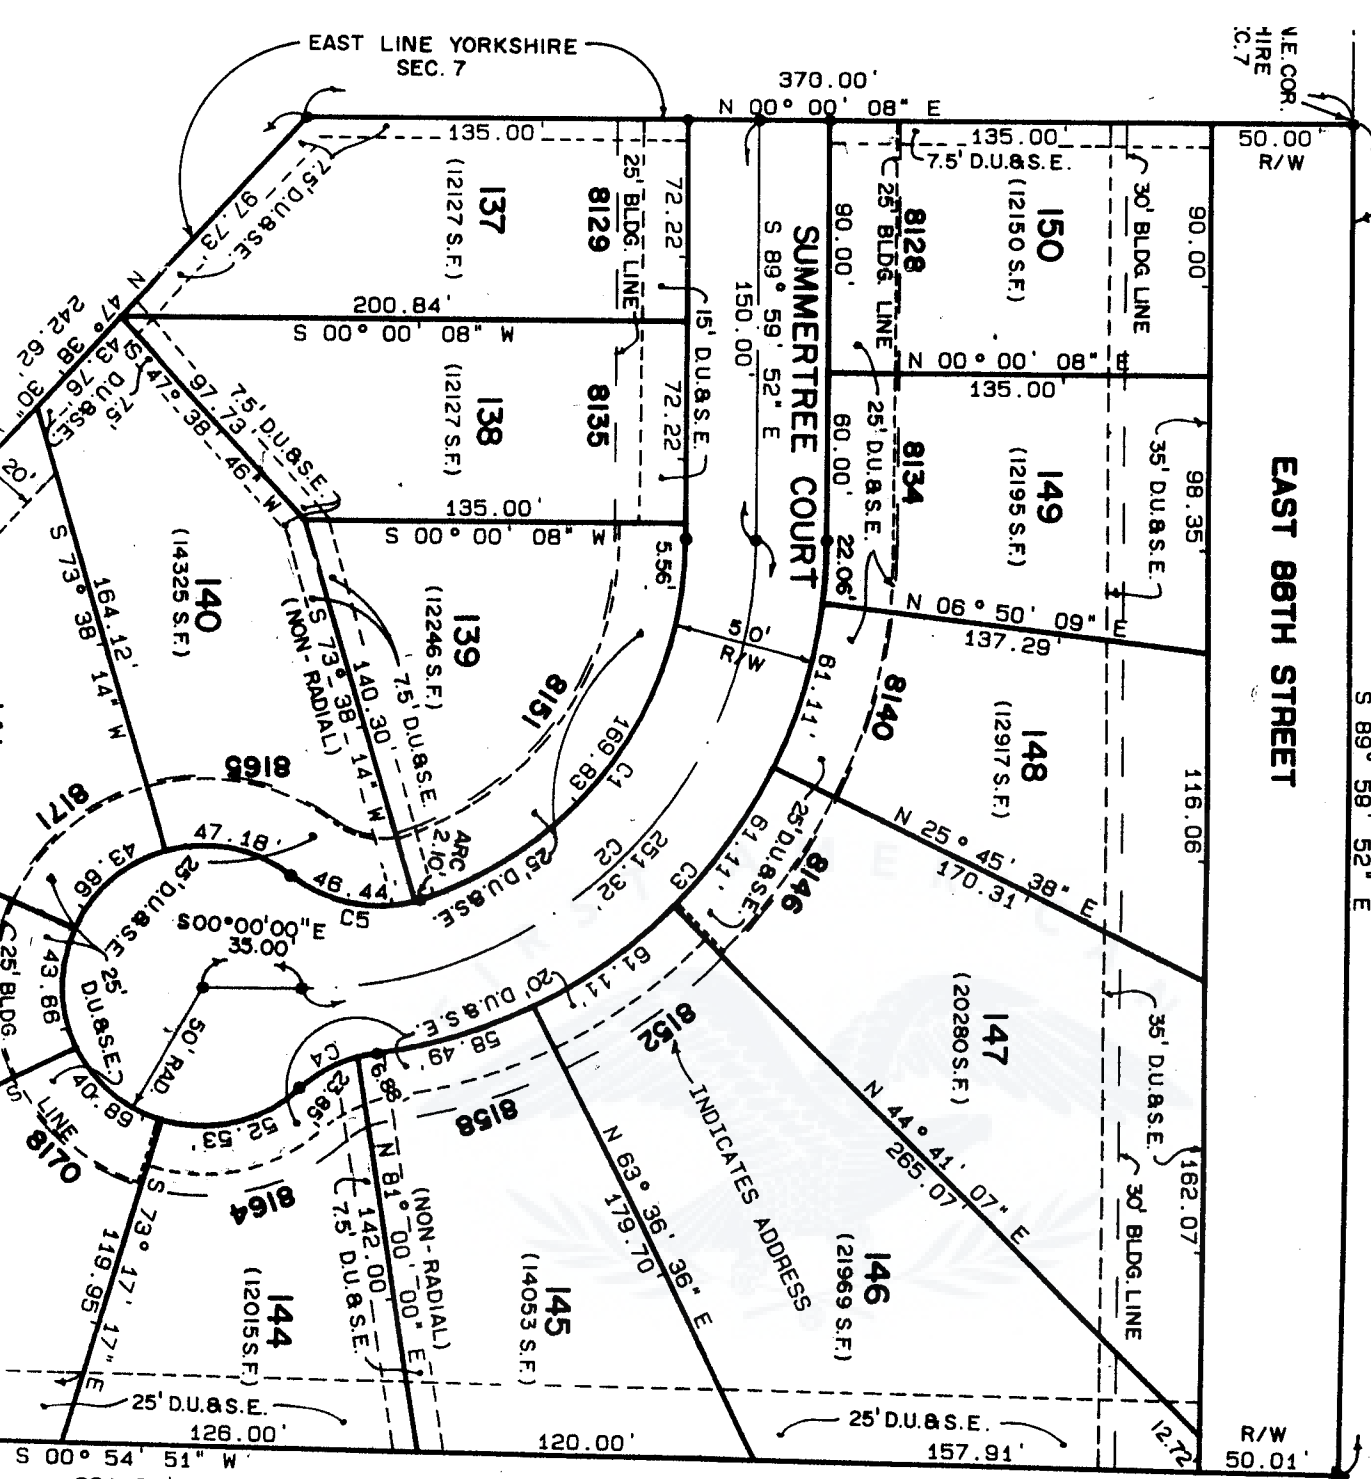 EAST LINE YORKSHIRE
SEC. 7
370.00'
N 00° 00' 08" E
N.E. COR.
HIRE
C. 7
135.00'
135.00'
7.5' D.U.&S.E.
50.00'
R/W
7.5' D.U.&S.E.
97.73'
137
(12127 S.F.)
8129
25' BLDG. LINE
72.22'
SUMMERTREE COURT
S 89° 59' 52" E
150.00'
90.00'
25' BLDG. LINE
8128
150
(12150 S.F.)
30' BLDG LINE
90.00'
200.84'
S 00° 00' 08" W
15' D.U.&S.E.
N 00° 00' 08" E
135.00'
N 47° 38' 30"
242.62'
43.76'
7.5' D.U.&S.E.
S 47° 38' 46" W
97.73'
7.5' D.U.&S.E.
20'
138
(12127 S.F.)
8135
72.22'
60.00'
25' D.U.&S.E.
8134
149
(12195 S.F.)
35' D.U.&S.E.
98.35'
EAST 88TH STREET
135.00'
S 00° 00' 08" W
5.56'
22.06'
N 06° 50' 09" E
137.29'
50'
R/W
S 73° 38' 14" W
164.12'
140
(14325 S.F.)
S 73° 38' 14" W
140.30'
(NON-RADIAL)
7.5' D.U.&S.E.
139
(12246 S.F.)
8151
169.83'
C1
61.11'
8140
148
(12917 S.F.)
116.06'
S 89° 58' 52" E
8165
8171
47.18'
46.44'
C5
ARC
2.10'
25' D.U.&S.E.
251.32'
C2
C3
61.11'
25' D.U.&S.E.
8146
N 25° 45' 38" E
170.31'
43.66'
25' D.U.&S.E.
S00°00'00"E
35.00'
43.66'
25'
D.U.&S.E.
25' BLDG.
LINE
50' RAD.
40.89'
8170
52.53'
C4
23.85'
6.88'
58.49'
20' D.U.&S.E.
61.11'
8152
INDICATES ADDRESS
8158
8164
147
(20280 S.F.)
N 44° 41' 07" E
265.07'
35' D.U.&S.E.
162.07'
30' BLDG. LINE
N 63° 36' 36" E
179.70'
146
(21969 S.F.)
N 81° 00' 00" E
142.00'
(NON-RADIAL)
7.5' D.U.&S.E.
145
(14053 S.F.)
144
(12015 S.F.)
S 73° 17' 17" E
119.95'
25' D.U.&S.E.
25' D.U.&S.E.
126.00'
120.00'
157.91'
12.72'
R/W
50.01'
S 00° 54' 51" W